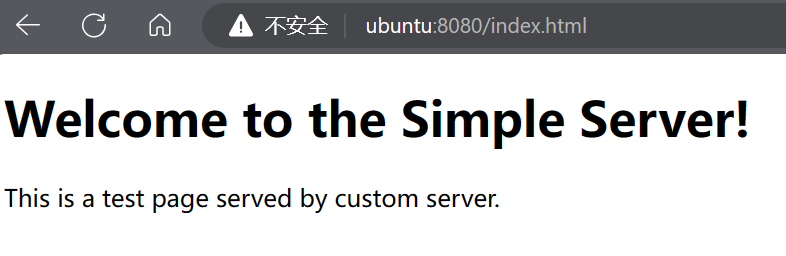 不安全 ubuntu:8080/index.html
Welcome to the Simple Server!
This is a test page served by custom server.